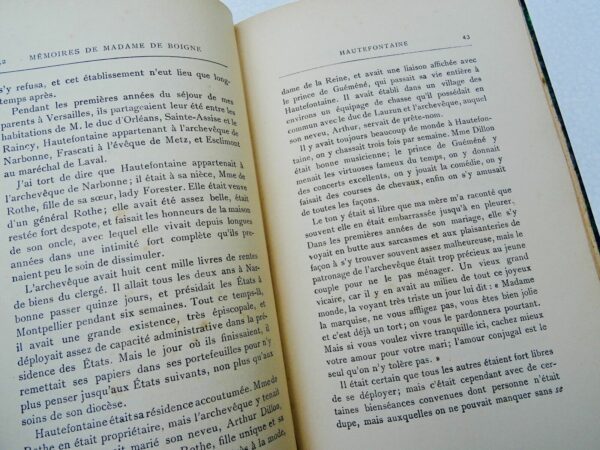 2 MÉMOIRES DE MADAME DE BOIGNE
s'y refusa, et cet établissement n'eut lieu que long-
temps après.
Pendant les premières années du séjour de mes
parents à Versailles, ils partageaient leur été entre les
habitations de M. le duc d'Orléans, Sainte-Assise et le
Rainey, Hautefontaine appartenant à l'archevêque de
Narbonne, Frascati à l'évêque de Metz, et Esclimont
au maréchal de Laval.
J'ai tort de dire que Hautefontaine appartenait à
l'archevêque de Narbonne; il était à sa nièce, Mme de
Rothe, fille de sa sœur, lady Forester. Elle était veuve
d'un général Rothe; elle avait été assez belle, était
restée fort despote, et faisait les honneurs de la maison
de son oncle, avec lequel elle vivait depuis longues
années dans une intimité fort complète qu'ils pre-
naient peu le soin de dissimuler.
L'archevêque avait huit cent mille livres de rentes
de biens du clergé. Il allait tous les deux ans à Nar-
bonne passer quinze jours, et présidait les États à
Montpellier pendant six semaines. Tout ce temps-là,
il avait une grande existence, très épiscopale, et
déployait assez de capacité administrative dans la pré-
sidence des États. Mais le jour où ils finissaient, il
remettait ses papiers dans ses portefeuilles pour n'y
plus penser jusqu'aux États suivants, non plus qu'aux
soins de son diocèse.
Hautefontaine était sa résidence accoutumée. Mme de
Rothe en était propriétaire, mais l'archevêque y tenait
marié son neveu, Arthur Dillon,
Rothe, fille unique et sa
à la mode,
HAUTEFONTAINE 43
dame de la Reine, et avait une liaison affichée avec
le prince de Guéméné, qui passait sa vie entière à
Hautefontaine. Il avait établi dans un village des
environs un équipage de chasse qu'il possédait en
commun avec le duc de Lauzun et l'archevêque, auquel
son neveu, Arthur, servait de prête-nom.
Il y avait toujours beaucoup de monde à Hautefon-
taine, on y chassait trois fois par semaine. Mme Dillon
était bonne musicienne; le prince de Guéméné y
menait les virtuoses fameux du temps, on y donnait
des concerts excellents, on y jouait la comédie, on y
faisait des courses de chevaux, enfin on s'y amusait
de toutes les façons.
Le ton y était si libre que ma mère m'a raconté que
souvent elle en était embarrassée jusqu'à en pleurer.
Dans les premières années de son mariage, elle s'y
voyait en butte aux sarcasmes et aux plaisanteries de
façon à s'y trouver souvent assez malheureuse, mais le
patronage de l'archevêque était trop précieux au jeune
couple pour ne le pas ménager. Un vieux grand
vicaire, car il y en avait au milieu de tout ce joyeux
monde, la voyant très triste un jour lui dit : « Madame
la marquise, ne vous affligez pas, vous êtes bien jolie
et c'est déjà un tort; on vous le pardonnera pourtant.
Mais si vous voulez vivre tranquille ici, cachez mieux
votre amour pour votre mari; l'amour conjugal est le
seul qu'on n'y tolère pas. »
Il était certain que tous les autres étaient fort libres
de se déployer; mais c'était cependant avec de cer-
taines bienséances convenues dont personne n'était
dupe, mais auxquelles on ne pouvait manquer sans se